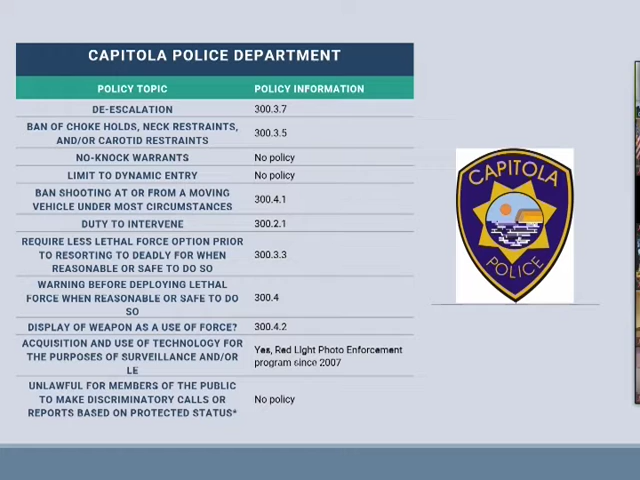 CAPITOLA POLICE DEPARTMENT
POLICY TOPIC POLICY INFORMATION
DE-ESCALATION 300.3.7
BAN OF CHOKE HOLDS, NECK RESTRAINTS,
AND/OR CAROTID RESTRAINTS 300.3.5
NO-KNOCK WARRANTS No policy
LIMIT TO DYNAMIC ENTRY No policy
BAN SHOOTING AT OR FROM A MOVING
VEHICLE UNDER MOST CIRCUMSTANCES 300.4.1
DUTY TO INTERVENE 300.2.1
REQUIRE LESS LETHAL FORCE OPTION PRIOR
TO RESORTING TO DEADLY FOR WHEN
REASONABLE OR SAFE TO DO SO 300.3.3
WARNING BEFORE DEPLOYING LETHAL
FORCE WHEN REASONABLE OR SAFE TO DO
SO 300.4
DISPLAY OF WEAPON AS A USE OF FORCE? 300.4.2
ACQUISITION AND USE OF TECHNOLOGY FOR
THE PURPOSES OF SURVEILLANCE AND/OR
LE
Yes, Red Light Photo Enforcement
program since 2007
UNLAWFUL FOR MEMBERS OF THE PUBLIC
TO MAKE DISCRIMINATORY CALLS OR
REPORTS BASED ON PROTECTED STATUS* No policy
CAPITOLA
POLICE